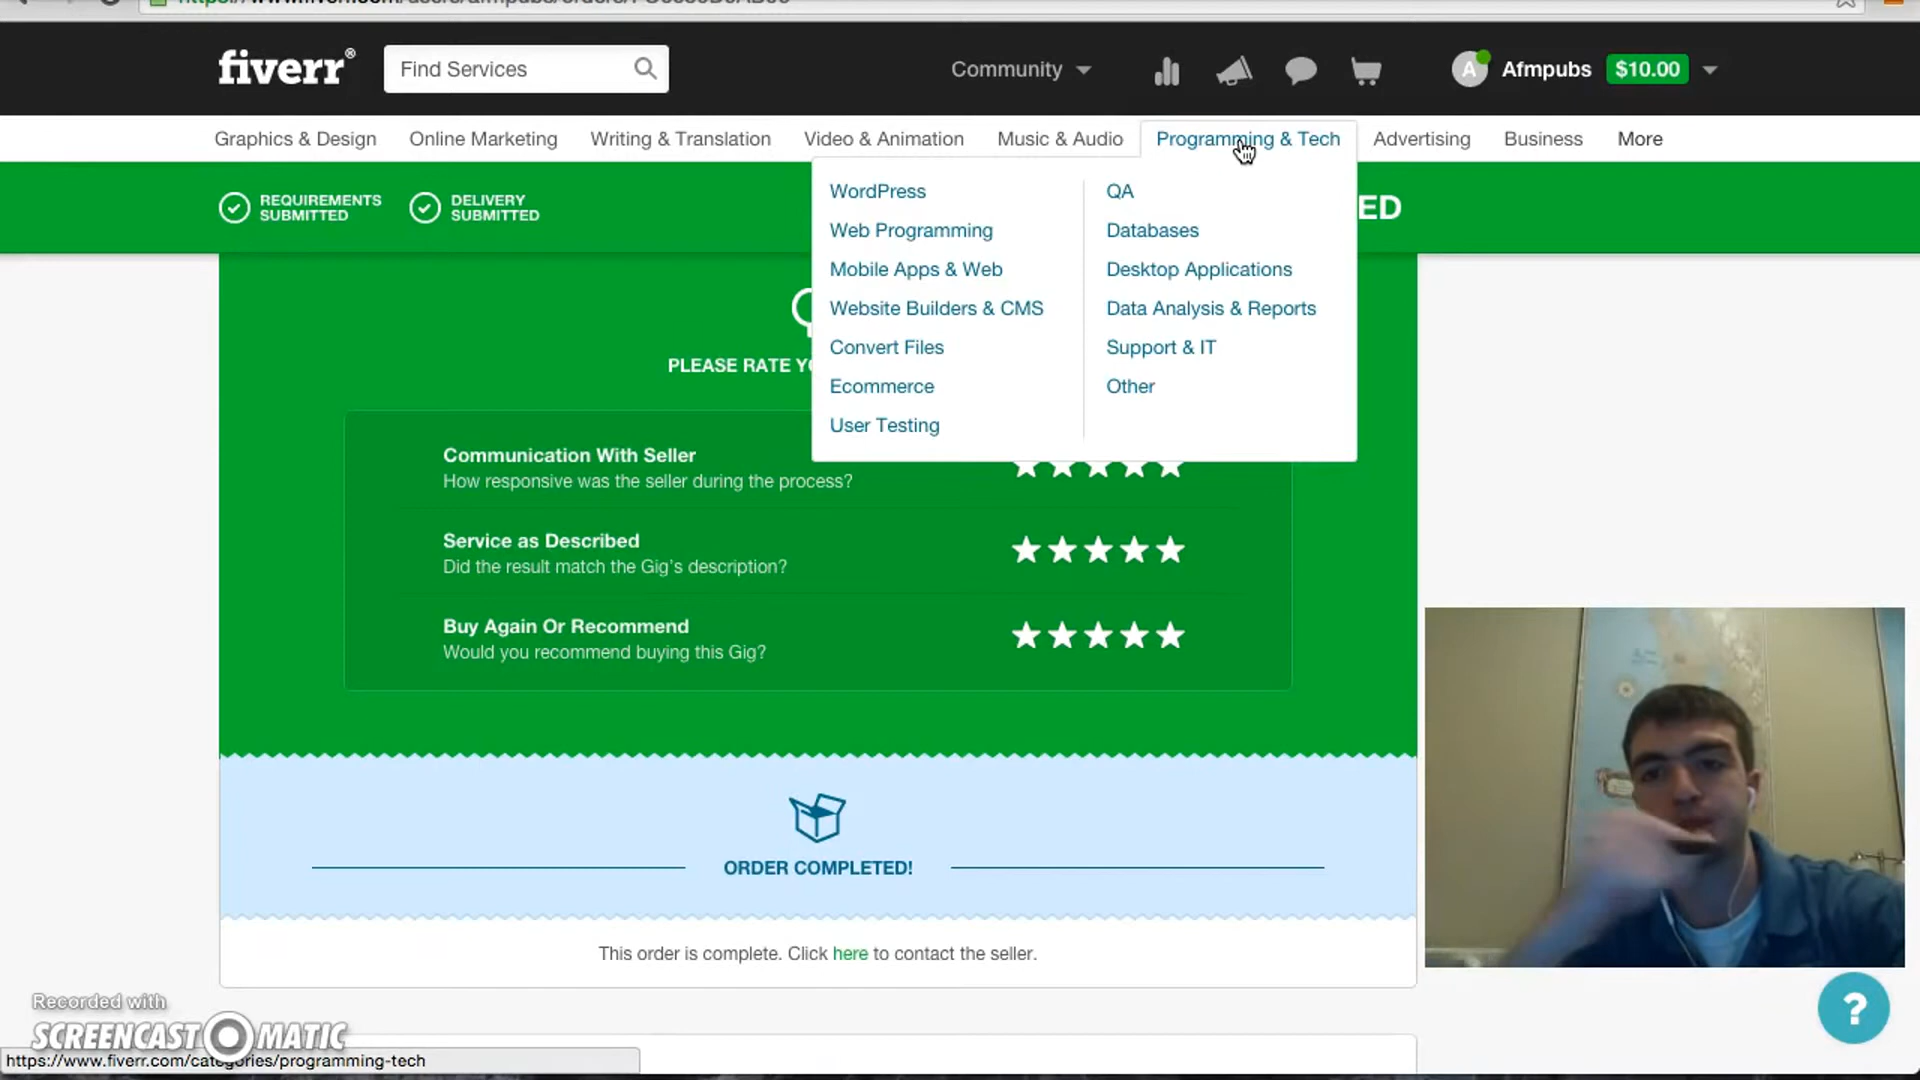 fiverr®
Find Services
Community
A
Afmpubs
$10.00
Graphics & Design
Online Marketing
Writing & Translation
Video & Animation
Music & Audio
Programming & Tech
Advertising
Business
More
REQUIREMENTS
SUBMITTED
DELIVERY
SUBMITTED
ED
WordPress
Web Programming
Mobile Apps & Web
Website Builders & CMS
Convert Files
Ecommerce
User Testing
QA
Databases
Desktop Applications
Data Analysis & Reports
Support & IT
Other
PLEASE RATE
Communication With Seller
How responsive was the seller during the process?
Service as Described
Did the result match the Gig's description?
Buy Again Or Recommend
Would you recommend buying this Gig?
ORDER COMPLETED!
This order is complete. Click here to contact the seller.
?
Recorded with
SCREENCAST-O-MATIC
https://www.fiverr.com/categories/programming-tech